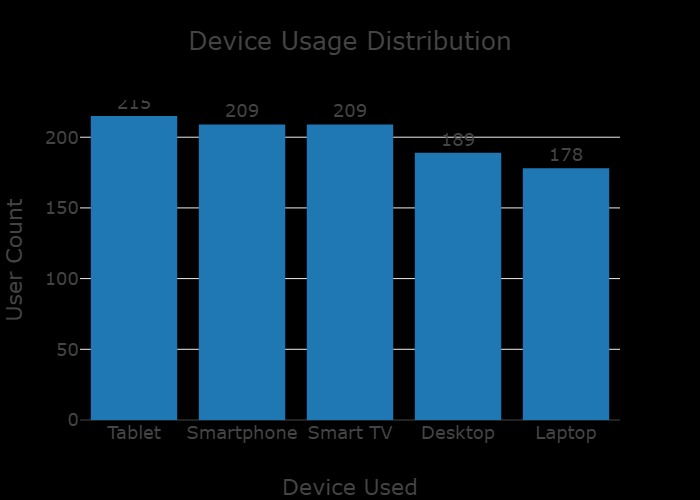 Device Usage Distribution
215
209
209
189
178
200
150
100
50
0
User Count
Tablet
Smartphone
Smart TV
Desktop
Laptop
Device Used